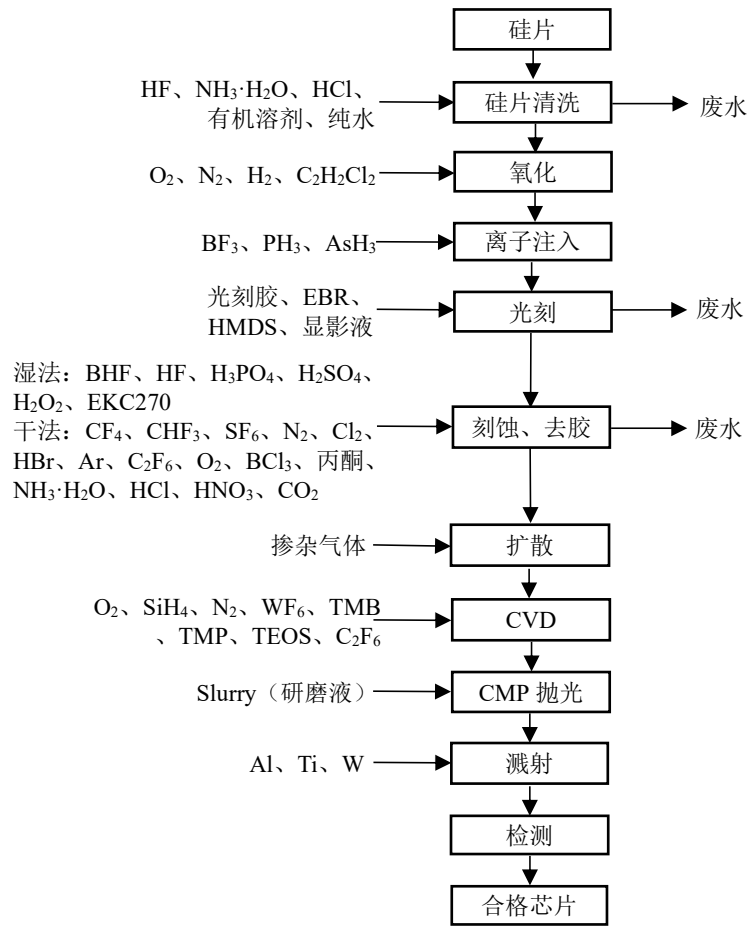 硅片
HF、NH₃·H₂O、HCl、
有机溶剂、纯水
硅片清洗
废水
O₂、N₂、H₂、C₂H₂Cl₂
氧化
BF₃、PH₃、AsH₃
离子注入
光刻胶、EBR、
HMDS、显影液
光刻
废水
湿法：BHF、HF、H₃PO₄、H₂SO₄、
H₂O₂、EKC270
干法：CF₄、CHF₃、SF₆、N₂、Cl₂、
HBr、Ar、C₂F₆、O₂、BCl₃、丙酮、
NH₃·H₂O、HCl、HNO₃、CO₂
刻蚀、去胶
废水
掺杂气体
扩散
O₂、SiH₄、N₂、WF₆、TMB
、TMP、TEOS、C₂F₆
CVD
Slurry（研磨液）
CMP 抛光
Al、Ti、W
溅射
检测
合格芯片